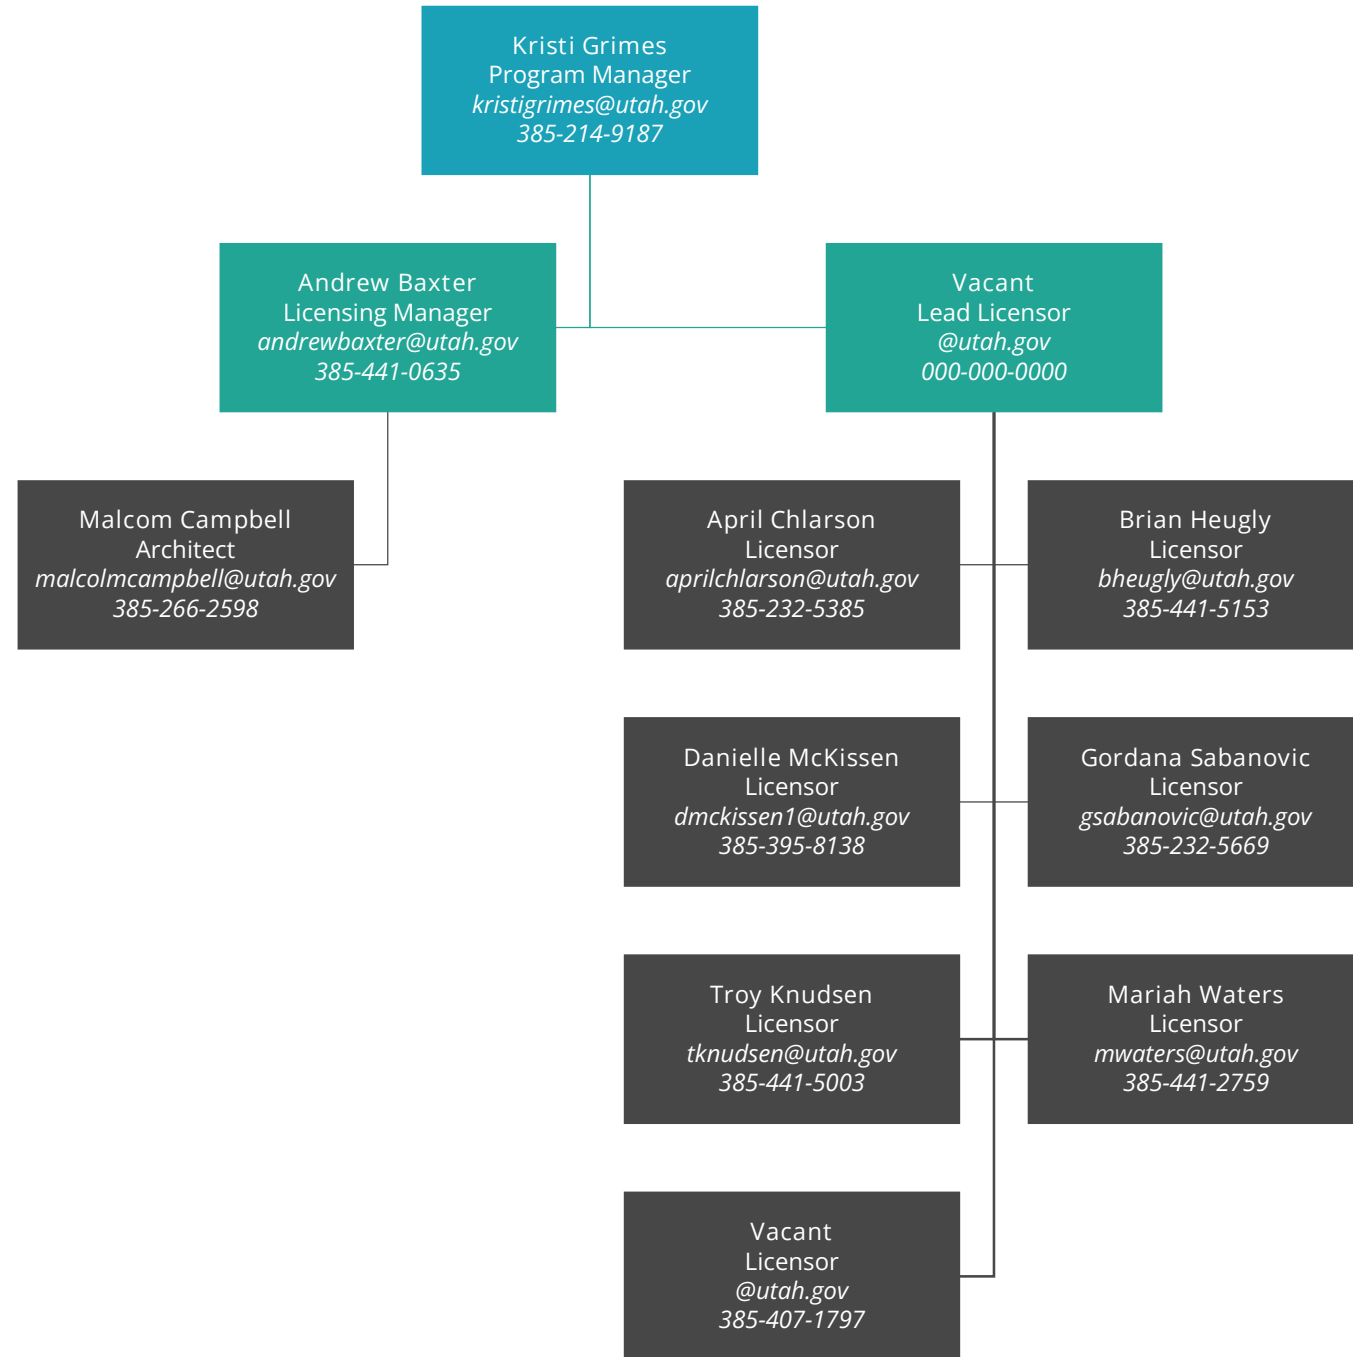 Kristi Grimes
Program Manager
kristigrimes@utah.gov
385-214-9187
Andrew Baxter
Licensing Manager
andrewbaxter@utah.gov
385-441-0635
Vacant
Lead Licensor
@utah.gov
000-000-0000
Malcom Campbell
Architect
malcolmcampbell@utah.gov
385-266-2598
April Chlarson
Licensor
aprilchlarson@utah.gov
385-232-5385
Brian Heugly
Licensor
bheugly@utah.gov
385-441-5153
Danielle McKissen
Licensor
dmckissen1@utah.gov
385-395-8138
Gordana Sabanovic
Licensor
gsabanovic@utah.gov
385-232-5669
Troy Knudsen
Licensor
tknudsen@utah.gov
385-441-5003
Mariah Waters
Licensor
mwaters@utah.gov
385-441-2759
Vacant
Licensor
@utah.gov
385-407-1797